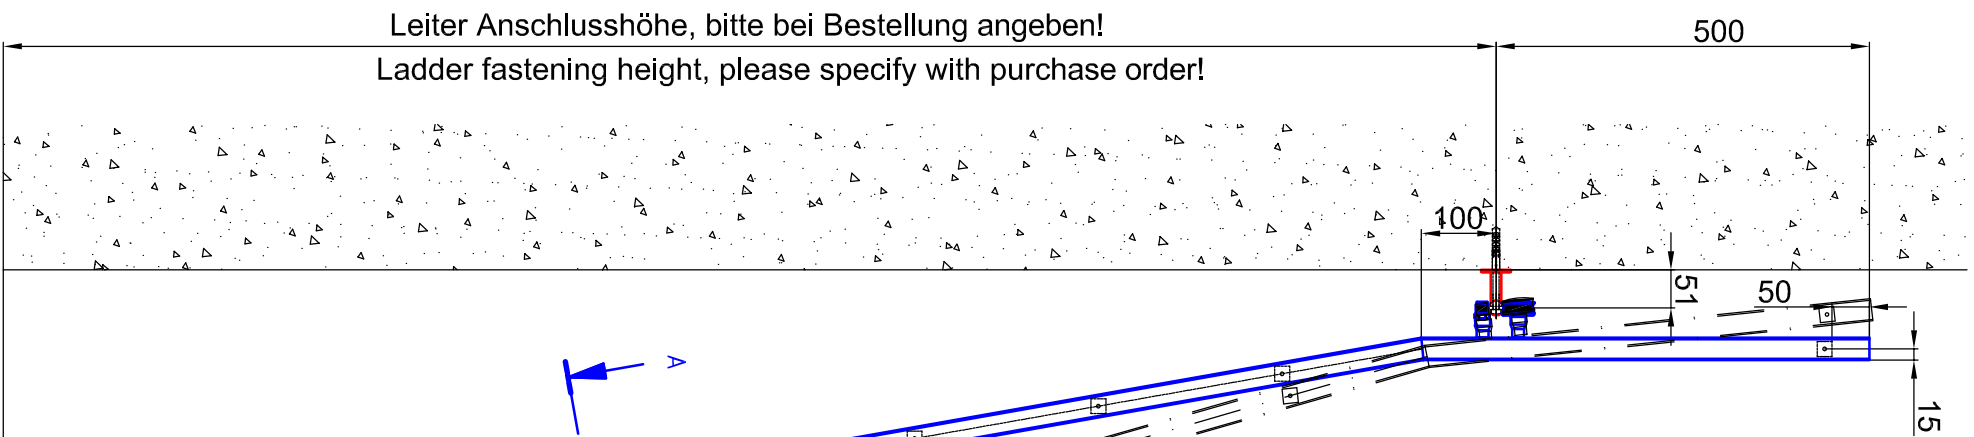 Leiter Anschlusshöhe, bitte bei Bestellung angeben!
500
Ladder fastening height, please specify with purchase order!
100
51
50
A
15